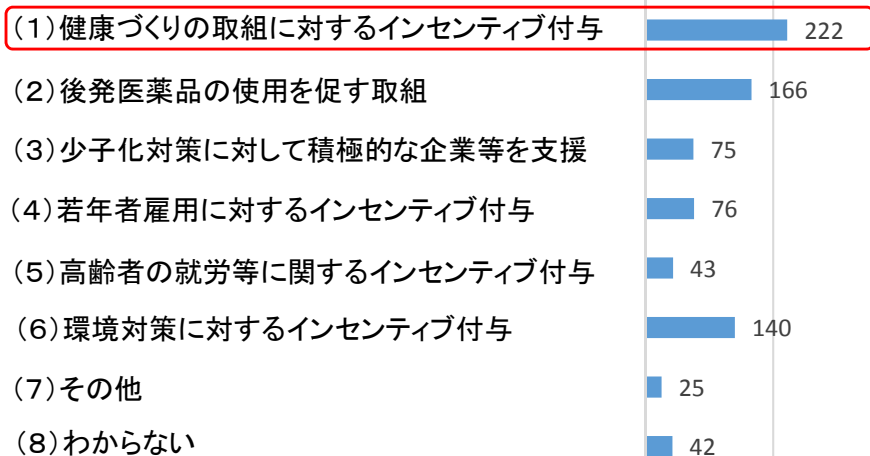 (1)健康づくりの取組に対するインセンティブ付与 222
(2)後発医薬品の使用を促す取組 166
(3)少子化対策に対して積極的な企業等を支援 75
(4)若年者雇用に対するインセンティブ付与 76
(5)高齢者の就労等に関するインセンティブ付与 43
(6)環境対策に対するインセンティブ付与 140
(7)その他 25
(8)わからない 42